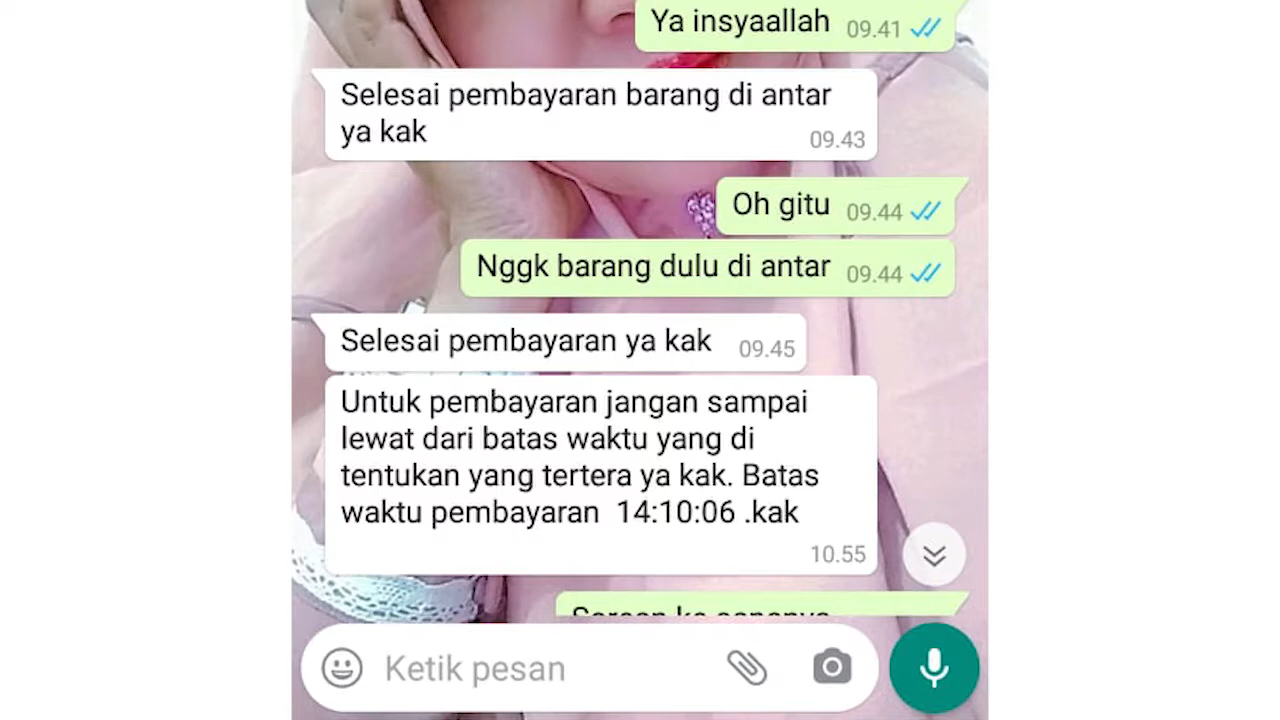 Ya insyaallah 09.41
Selesai pembayaran barang di antar
ya kak 09.43
Oh gitu 09.44
Nggk barang dulu di antar 09.44
Selesai pembayaran ya kak 09.45
Untuk pembayaran jangan sampai
lewat dari batas waktu yang di
tentukan yang tertera ya kak. Batas
waktu pembayaran 14:10:06 .kak
10.55
Ketik pesan